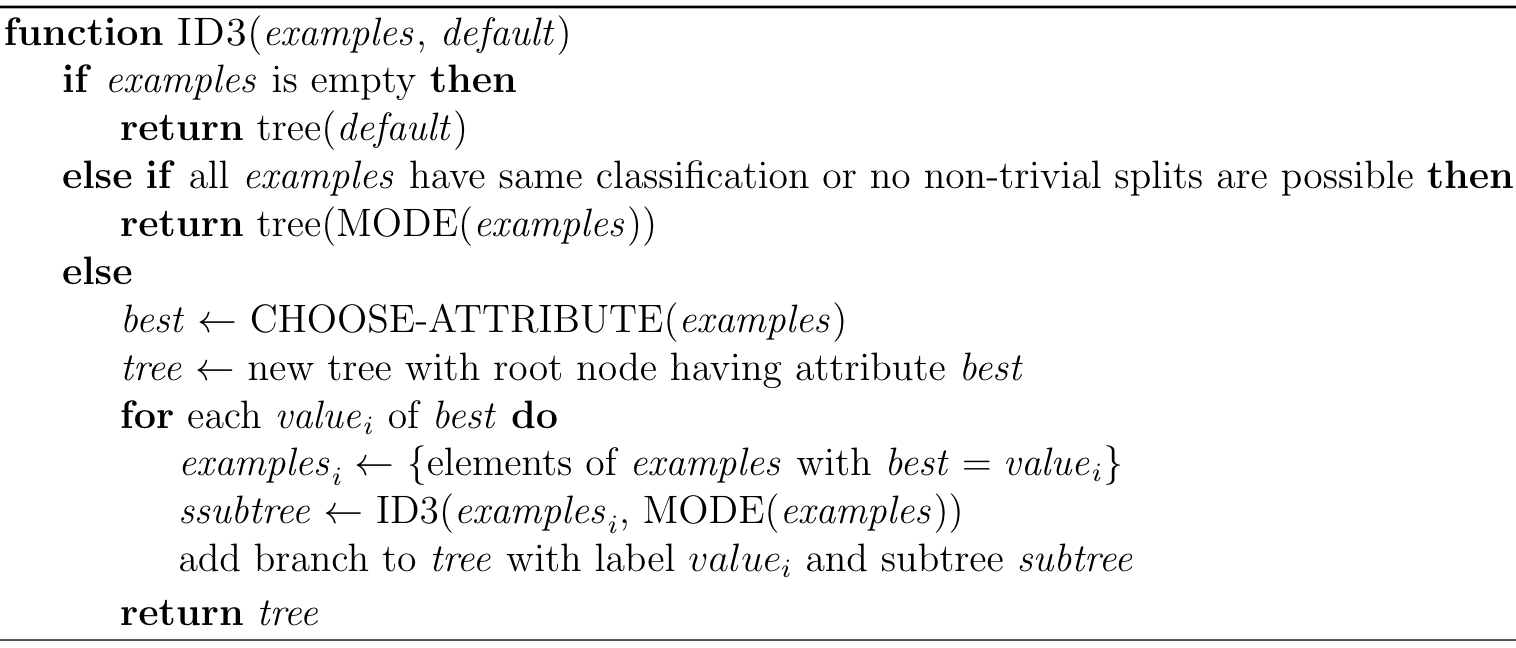 function ID3(examples, default)
if examples is empty then
return tree(default)
else if all examples have same classification or no non-trivial splits are possible then
return tree(MODE(examples))
else
best ← CHOOSE-ATTRIBUTE(examples)
tree ← new tree with root node having attribute best
for each value_i of best do
examples_i ← {elements of examples with best = value_i}
ssubtree ← ID3(examples_i, MODE(examples))
add branch to tree with label value_i and subtree subtree
return tree